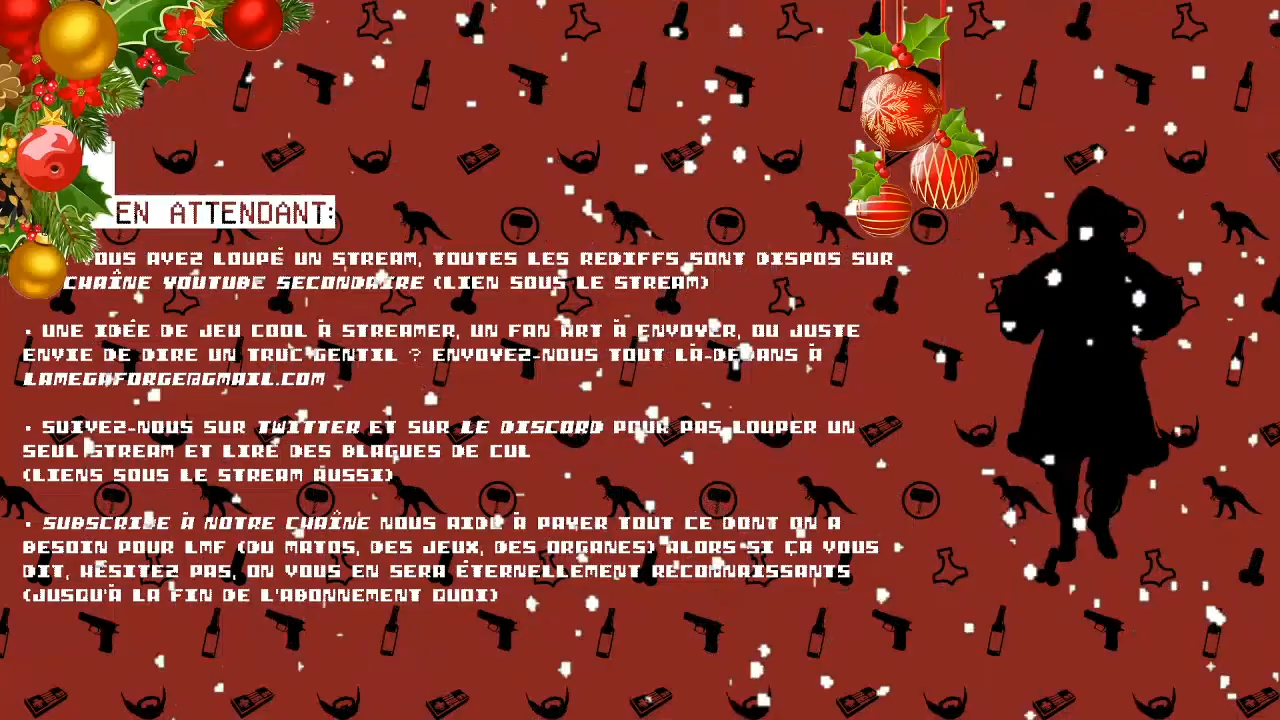 EN ATTENDANT:
VOUS AVEZ LOUPÉ UN STREAM, TOUTES LES REDIFFS SONT DISPOS SUR
CHAÎNE YOUTUBE SECONDAIRE (LIEN SOUS LE STREAM)
• UNE IDÉE DE JEU COOL À STREAMER, UN FAN ART À ENVOYER, OU JUSTE
ENVIE DE DIRE UN TRUC GENTIL ? ENVOYEZ-NOUS TOUT LÀ-DEDANS À
LAMEGAFORGE@GMAIL.COM
• SUIVEZ-NOUS SUR TWITTER ET SUR LE DISCORD POUR PAS LOUPER UN
SEUL STREAM ET LIRE DES BLAGUES DE CUL
(LIENS SOUS LE STREAM AUSSI)
• SUBSCRIBE À NOTRE CHAÎNE NOUS AIDE À PAYER TOUT CE DONT ON A
BESOIN POUR LMF (DU MATOS, DES JEUX, DES ORGANES) ALORS SI ÇA VOUS
DIT, HÉSITEZ PAS, ON VOUS EN SERA ÉTERNELLEMENT RECONNAISSANTS
(JUSQU'À LA FIN DE L'ABONNEMENT QUOI)